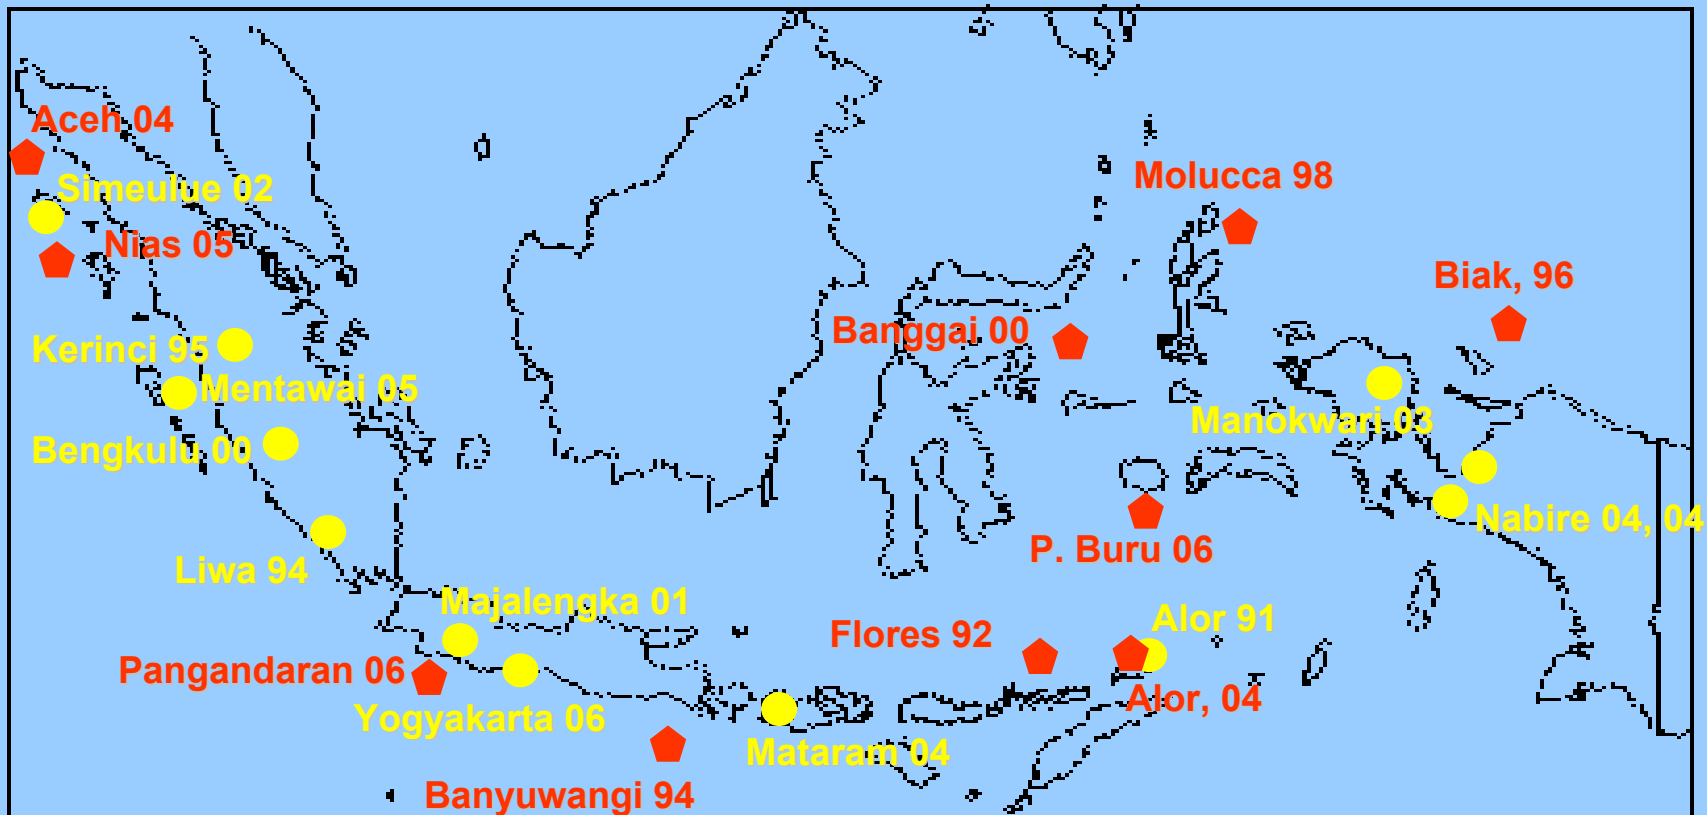 Aceh 04
Molucca 98
Simeulue 02
Nias 05
Biak, 96
Banggai 00
Kerinci 95
Mentawai 05
Manokwari 03
Bengkulu 00
Nabire 04, 04
P. Buru 06
Liwa 94
Majalengka 01
Alor 91
Flores 92
Pangandaran 06
Alor, 04
Yogyakarta 06
Mataram 04
Banyuwangi 94